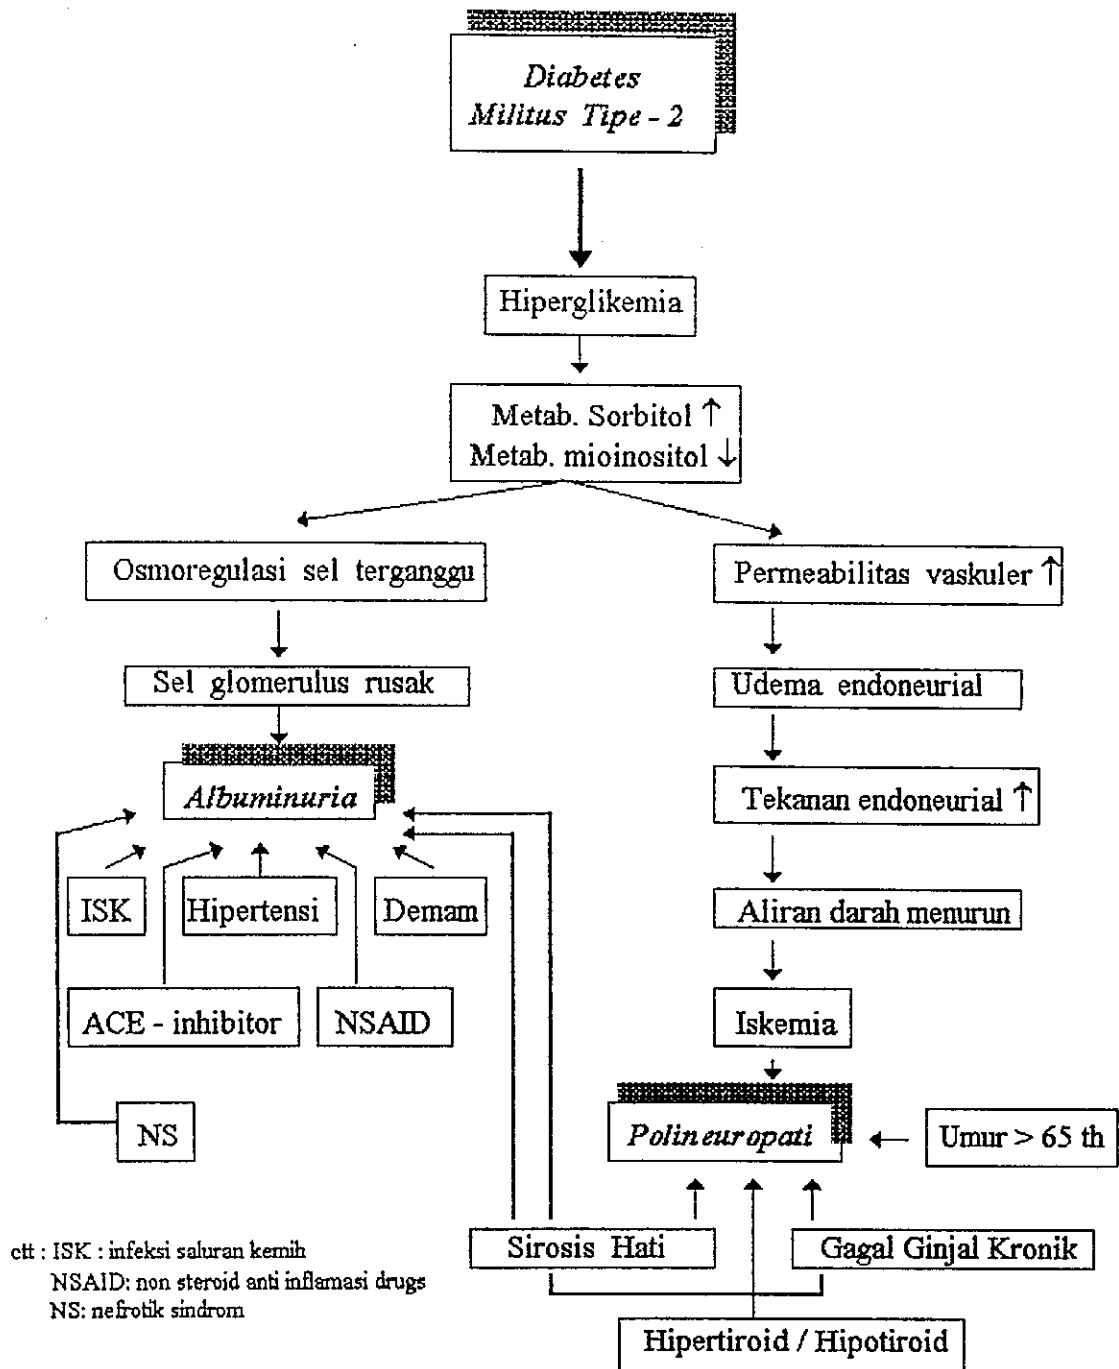 Diabetes
Militus Tipe - 2
Hiperglikemia
Metab. Sorbitol ↑
Metab. mioinositol ↓
Osmoregulasi sel terganggu
Permeabilitas vaskuler ↑
Sel glomerulus rusak
Udema endoneurial
Albuminuria
Tekanan endoneurial ↑
ISK
Hipertensi
Demam
Aliran darah menurun
ACE - inhibitor
NSAID
Iskemia
NS
Polineuropati
Umur > 65 th
Sirosis Hati
Gagal Ginjal Kronik
Hipertiroid / Hipotiroid
ctt : ISK : infeksi saluran kemih
NSAID: non steroid anti inflamasi drugs
NS: nefrotik sindrom